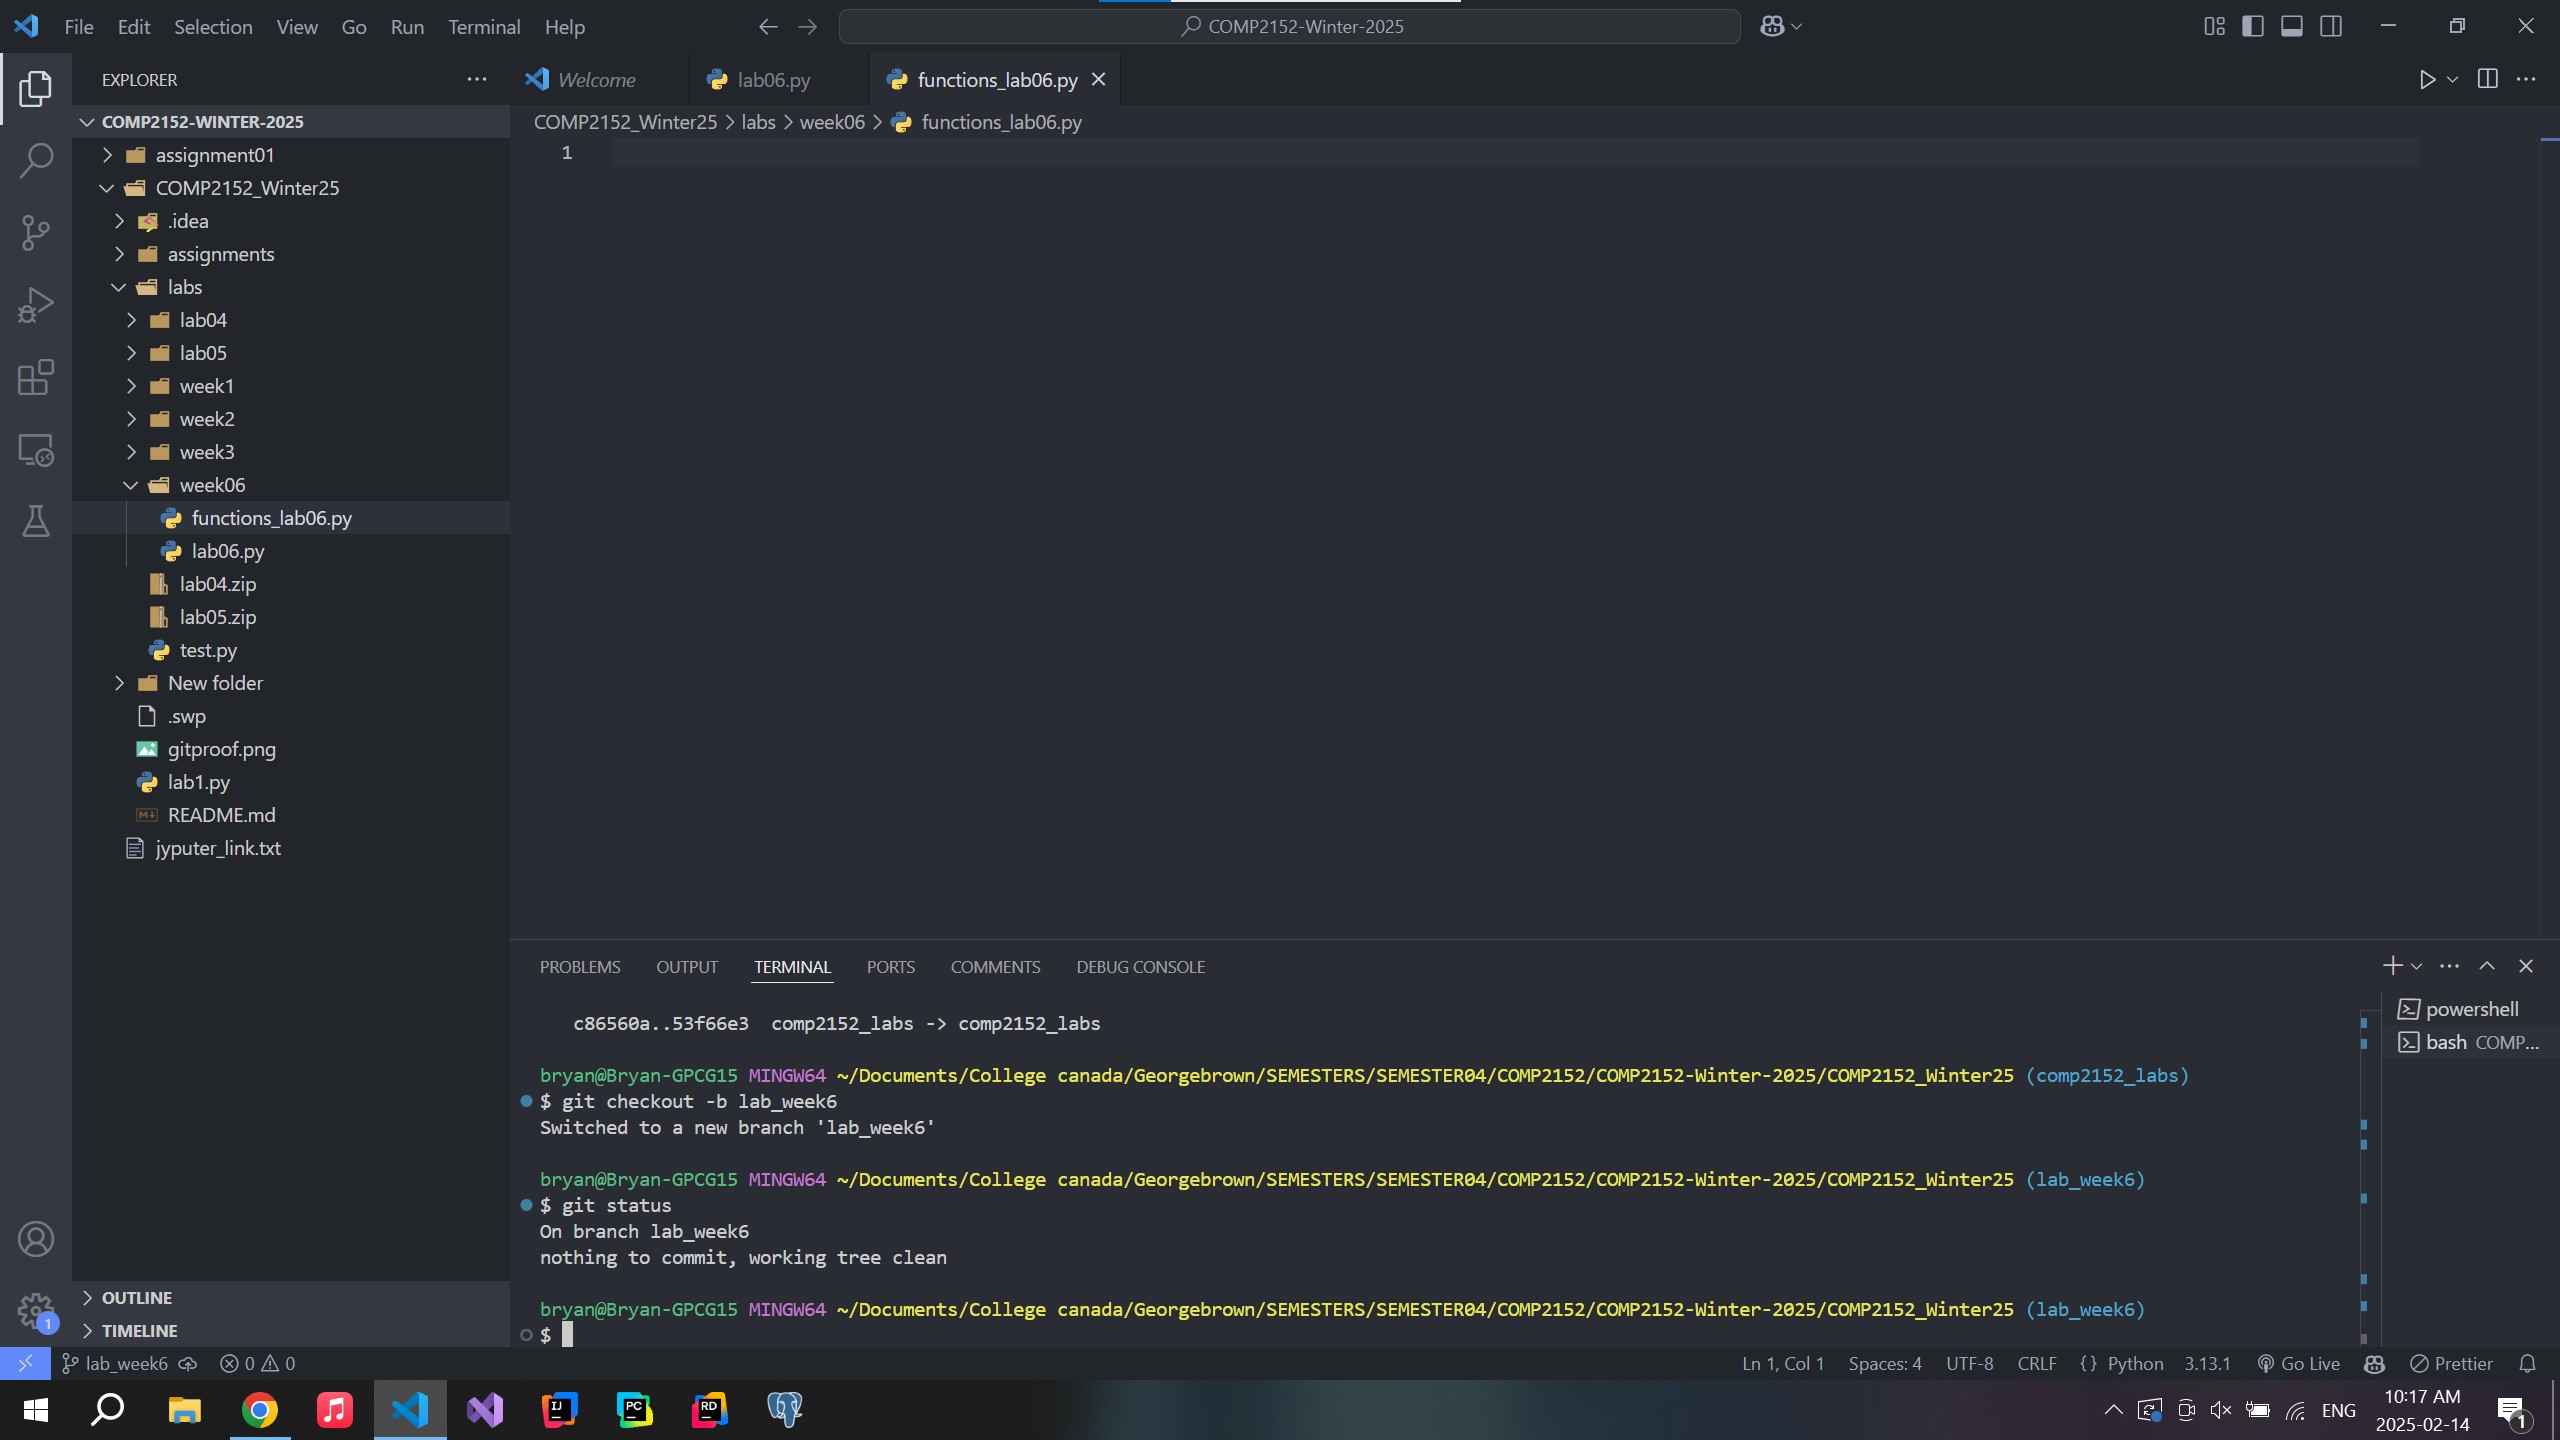 File Edit Selection View Go Run Terminal Help
COMP2152-Winter-2025
EXPLORER
Welcome
lab06.py
functions_lab06.py
COMP2152-WINTER-2025
assignment01
COMP2152_Winter25
.idea
assignments
labs
lab04
lab05
week1
week2
week3
week06
functions_lab06.py
lab06.py
lab04.zip
lab05.zip
test.py
New folder
.swp
gitproof.png
lab1.py
README.md
jyputer_link.txt
OUTLINE
TIMELINE
COMP2152_Winter25 > labs > week06 > functions_lab06.py
1
PROBLEMS OUTPUT TERMINAL PORTS COMMENTS DEBUG CONSOLE
c86560a..53f66e3  comp2152_labs -> comp2152_labs
bryan@Bryan-GPCG15 MINGW64 ~/Documents/College canada/Georgebrown/SEMESTERS/SEMESTER04/COMP2152/COMP2152-Winter-2025/COMP2152_Winter25 (comp2152_labs)
$ git checkout -b lab_week6
Switched to a new branch 'lab_week6'
bryan@Bryan-GPCG15 MINGW64 ~/Documents/College canada/Georgebrown/SEMESTERS/SEMESTER04/COMP2152/COMP2152-Winter-2025/COMP2152_Winter25 (lab_week6)
$ git status
On branch lab_week6
nothing to commit, working tree clean
bryan@Bryan-GPCG15 MINGW64 ~/Documents/College canada/Georgebrown/SEMESTERS/SEMESTER04/COMP2152/COMP2152-Winter-2025/COMP2152_Winter25 (lab_week6)
$
powershell
bash COMP...
1
lab_week6 0 0
Ln 1, Col 1 Spaces: 4 UTF-8 CRLF {} Python 3.13.1 Go Live Prettier
IJ PC RD
ENG
10:17 AM
2025-02-14
1